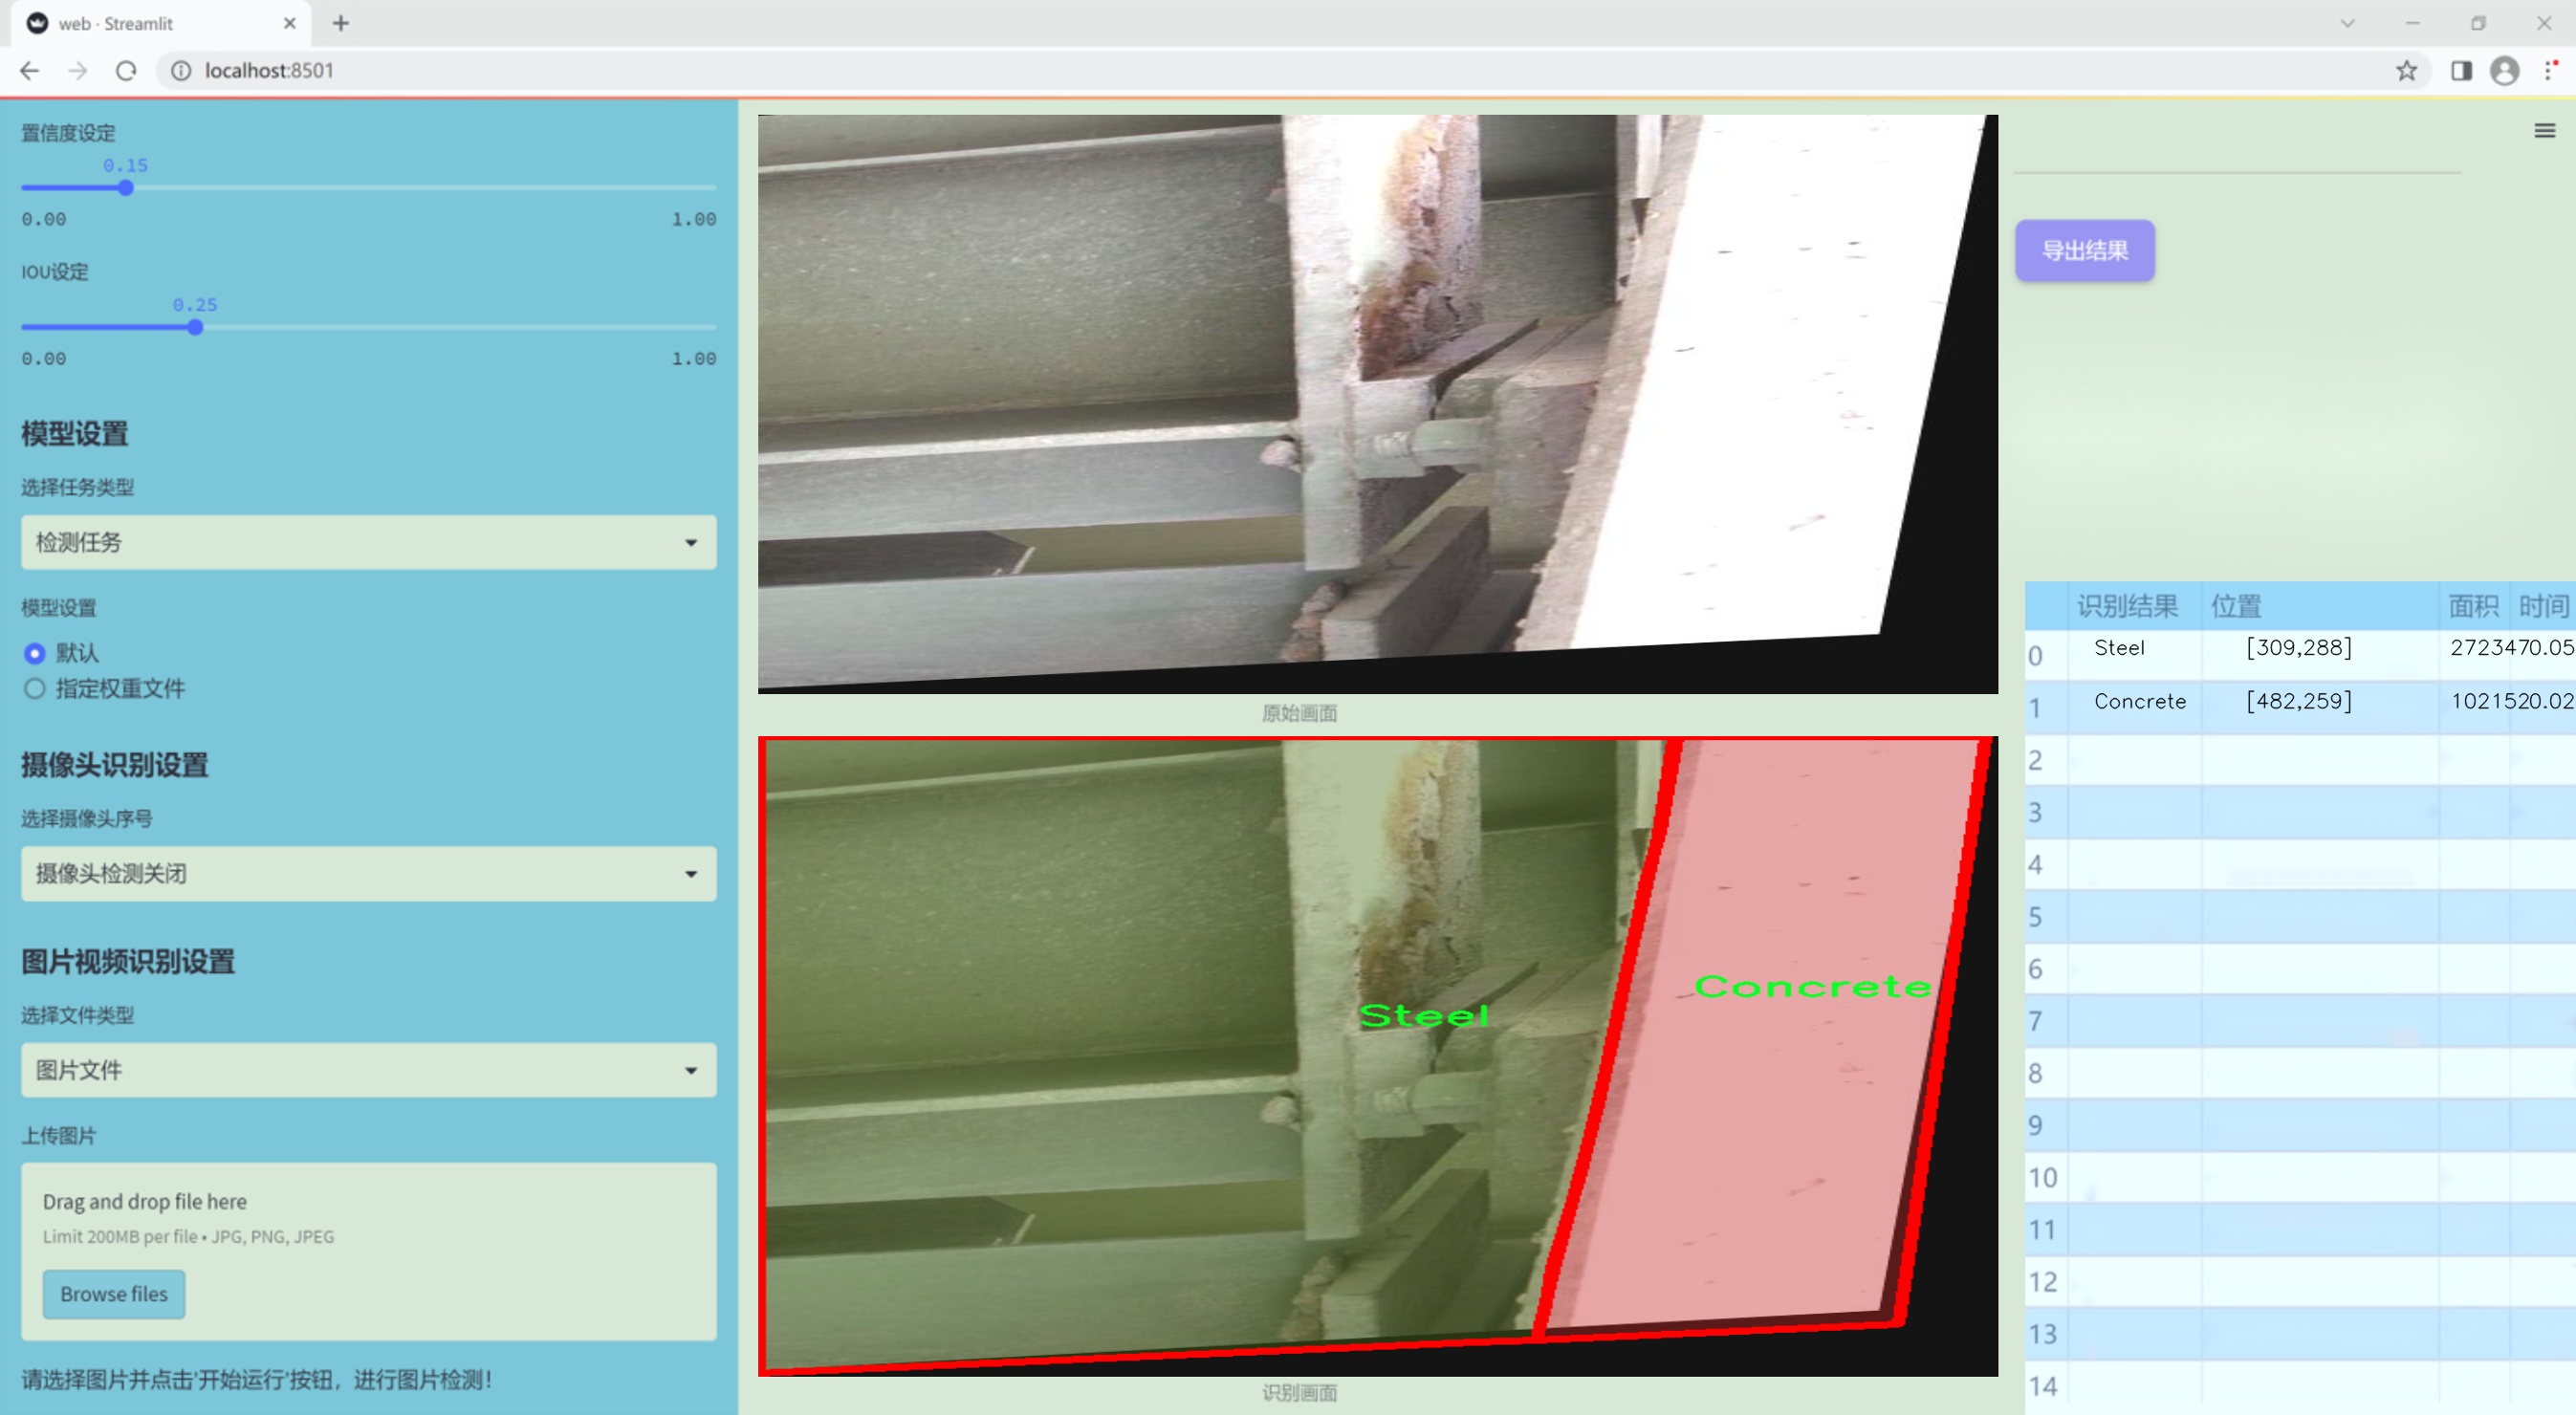 web · Streamlit
localhost:8501
置信度设定
0.15
0.00 1.00
IOU设定
0.25
0.00 1.00
模型设置
选择任务类型
检测任务
模型设置
默认
指定权重文件
摄像头识别设置
选择摄像头序号
摄像头检测关闭
图片视频识别设置
选择文件类型
图片文件
上传图片
Drag and drop file here
Limit 200MB per file • JPG, PNG, JPEG
Browse files
请选择图片并点击'开始运行'按钮，进行图片检测！
原始画面
Steel
Concrete
识别画面
导出结果
识别结果 位置 面积 时间
0 Steel [309,288] 2723470.05
1 Concrete [482,259] 1021520.02
2
3
4
5
6
7
8
9
10
11
12
13
14